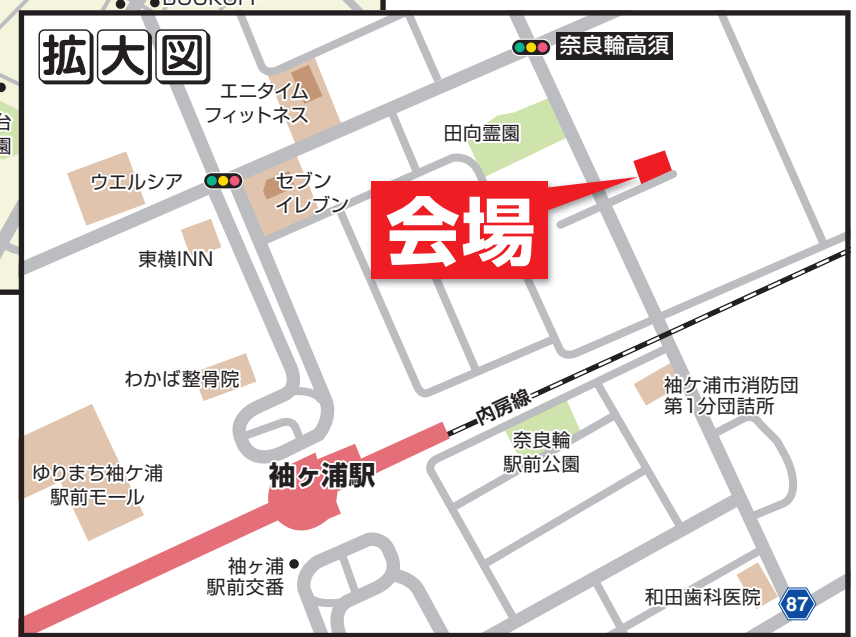 BOOKOFF
拡大図
奈良輪高須
エニタイム
フィットネス
台
園
田向霊園
ウエルシア
セブン
イレブン
会場
東横INN
わかば整骨院
内房線
袖ケ浦市消防団
第1分団詰所
奈良輪
駅前公園
ゆりまち袖ケ浦
駅前モール
袖ヶ浦駅
袖ヶ浦
駅前交番
和田歯科医院
87